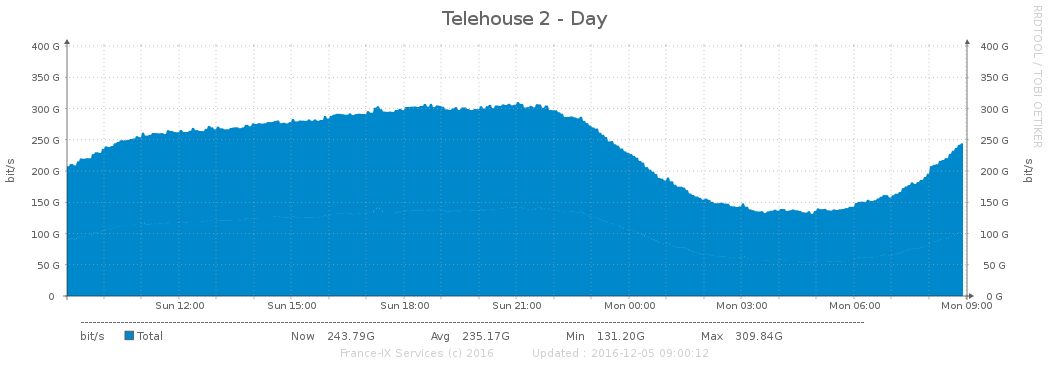 Telehouse 2 - Day
RRDTOOL / TOBI OETIKER
400 G 400 G
350 G 350 G
300 G 300 G
250 G 250 G
200 G 200 G
150 G 150 G
100 G 100 G
50 G 50 G
0 0 G
bit/s bit/s
Sun 12:00 Sun 15:00 Sun 18:00 Sun 21:00 Mon 00:00 Mon 03:00 Mon 06:00 Mon 09:00
bit/s Total Now 243.79G Avg 235.17G Min 131.20G Max 309.84G
France-IX Services (c) 2016 Updated : 2016-12-05 09:00:12